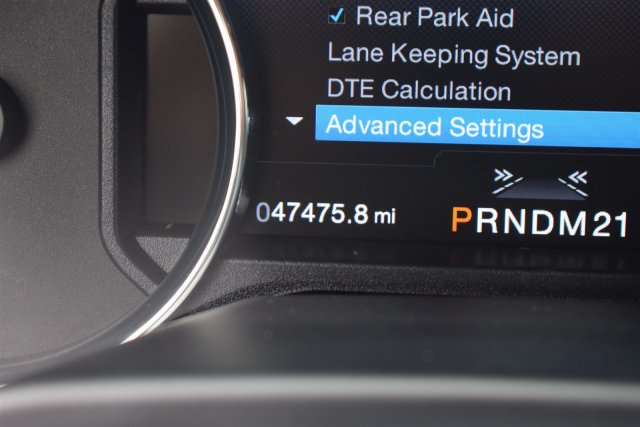 Rear Park Aid
Lane Keeping System
DTE Calculation
Advanced Settings
047475.8 mi
PRNDM21